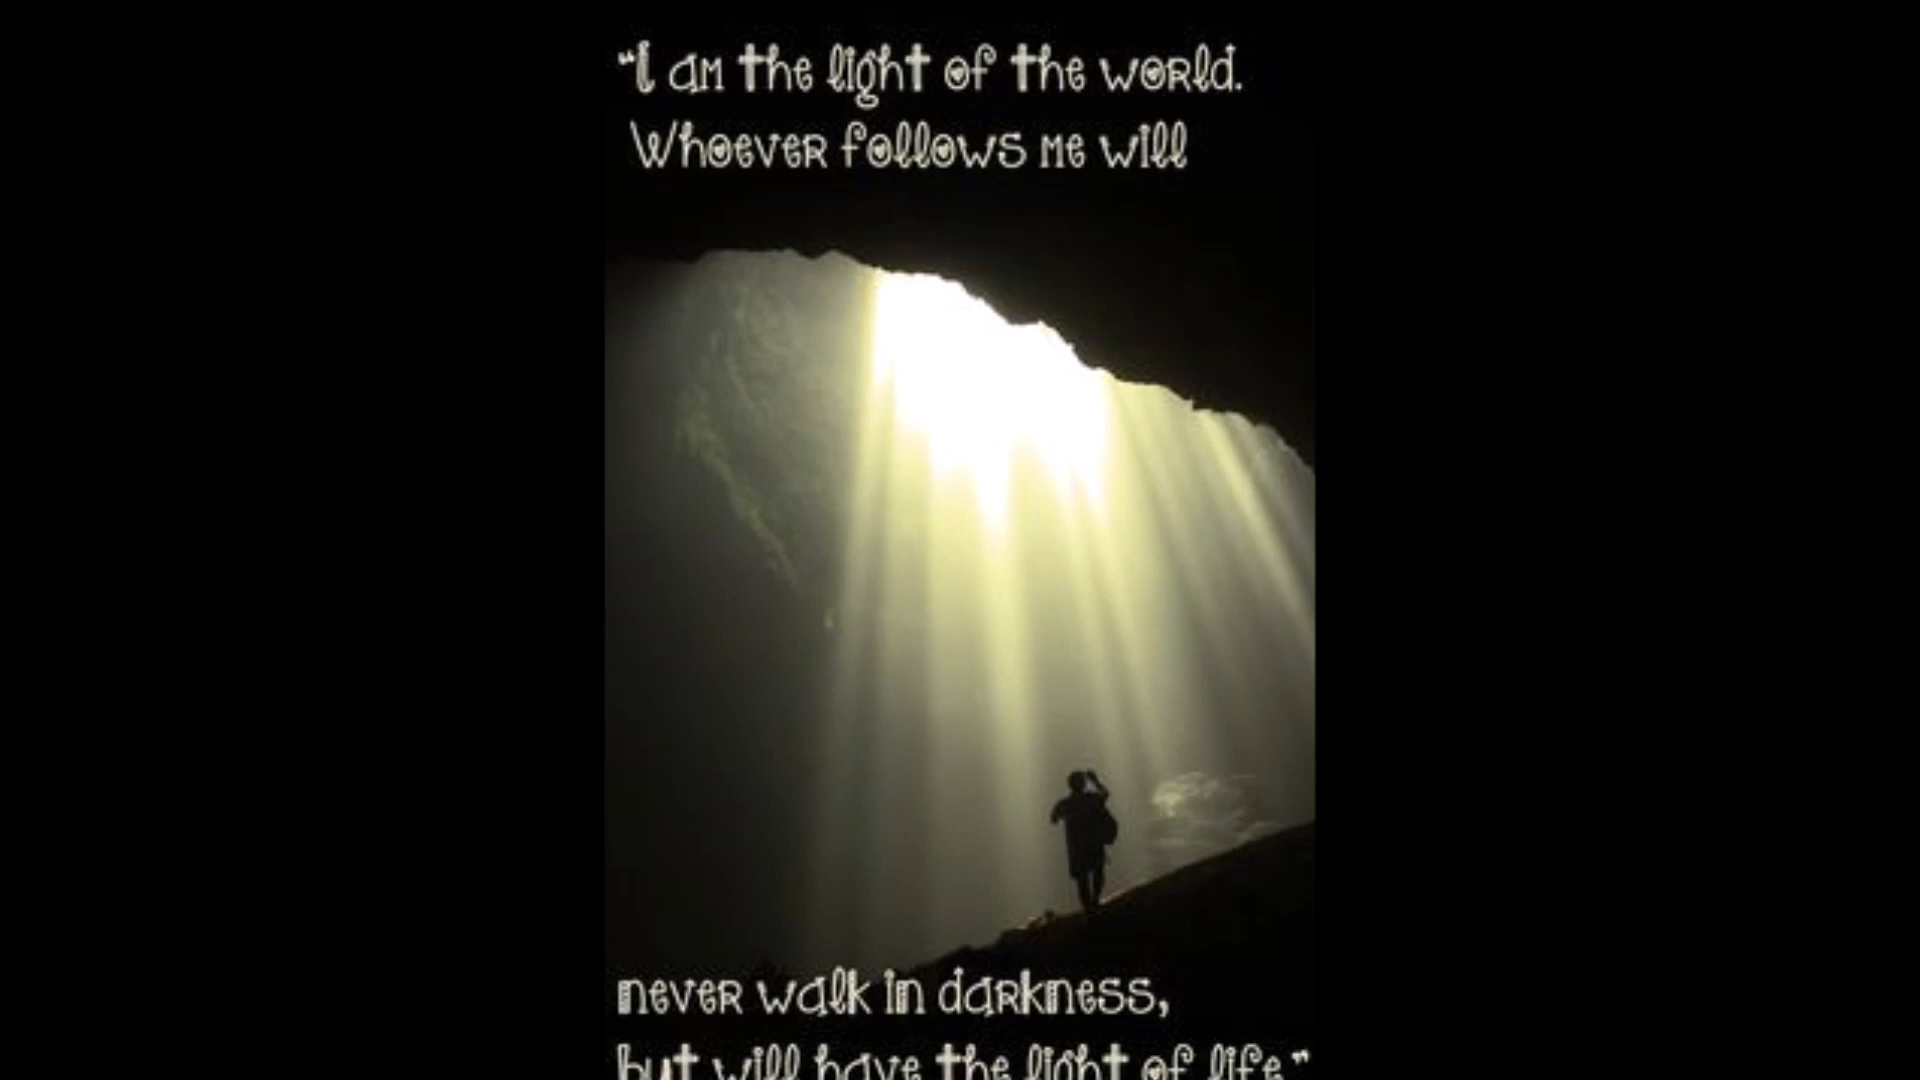 “I am the light of the world.
Whoever follows me will
never walk in darkness,
but will have the light of life.”